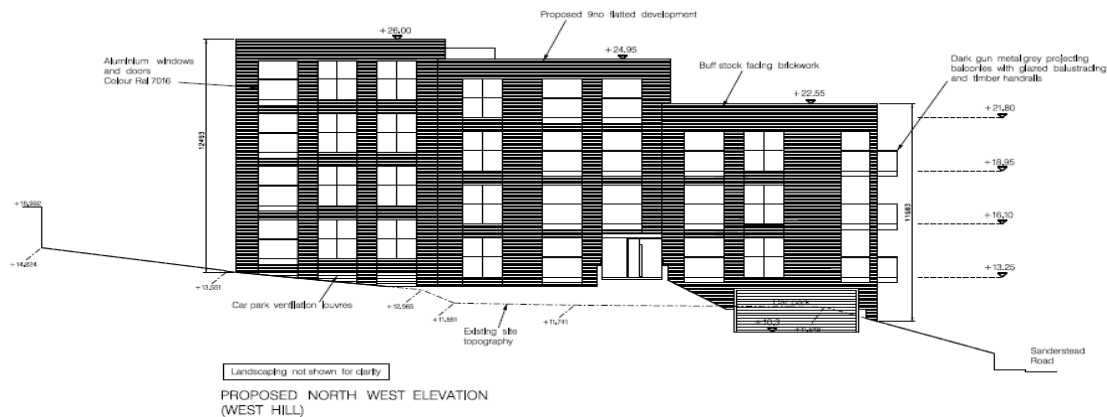 Proposed 9no flatted development
+26.00
+24.95
Aluminium windows
and doors
Colour Ral 7016
Buff stock facing brickwork
Dark gun metal grey projecting
balconies with glazed balustrading
and timber handrails
+22.55
+21.80
12493
+18.95
+16.10
11683
+14.824
+13.25
Car park ventilation louvres
+12.565
+11.851
+11.741
Car park
Existing site
topography
Sanderstead
Road
Landscaping not shown for clarity
PROPOSED NORTH WEST ELEVATION
(WEST HILL)